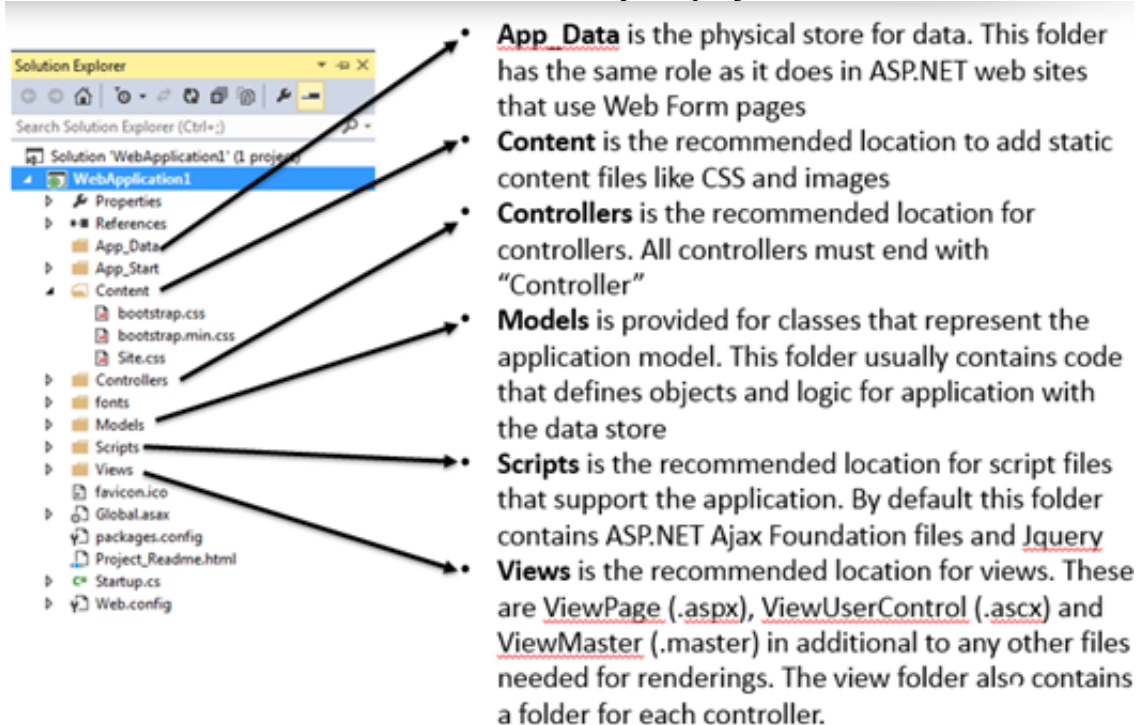 Solution Explorer
Search Solution Explorer (Ctrl+;)
Solution 'WebApplication1' (1 project)
WebApplication1
Properties
References
App_Data
App_Start
Content
bootstrap.css
bootstrap.min.css
Site.css
Controllers
fonts
Models
Scripts
Views
favicon.ico
Global.asax
packages.config
Project_Readme.html
Startup.cs
Web.config
• App_Data is the physical store for data. This folder
has the same role as it does in ASP.NET web sites
that use Web Form pages
• Content is the recommended location to add static
content files like CSS and images
• Controllers is the recommended location for
controllers. All controllers must end with
“Controller”
• Models is provided for classes that represent the
application model. This folder usually contains code
that defines objects and logic for application with
the data store
• Scripts is the recommended location for script files
that support the application. By default this folder
contains ASP.NET Ajax Foundation files and Jquery
• Views is the recommended location for views. These
are ViewPage (.aspx), ViewUserControl (.ascx) and
ViewMaster (.master) in additional to any other files
needed for renderings. The view folder also contains
a folder for each controller.